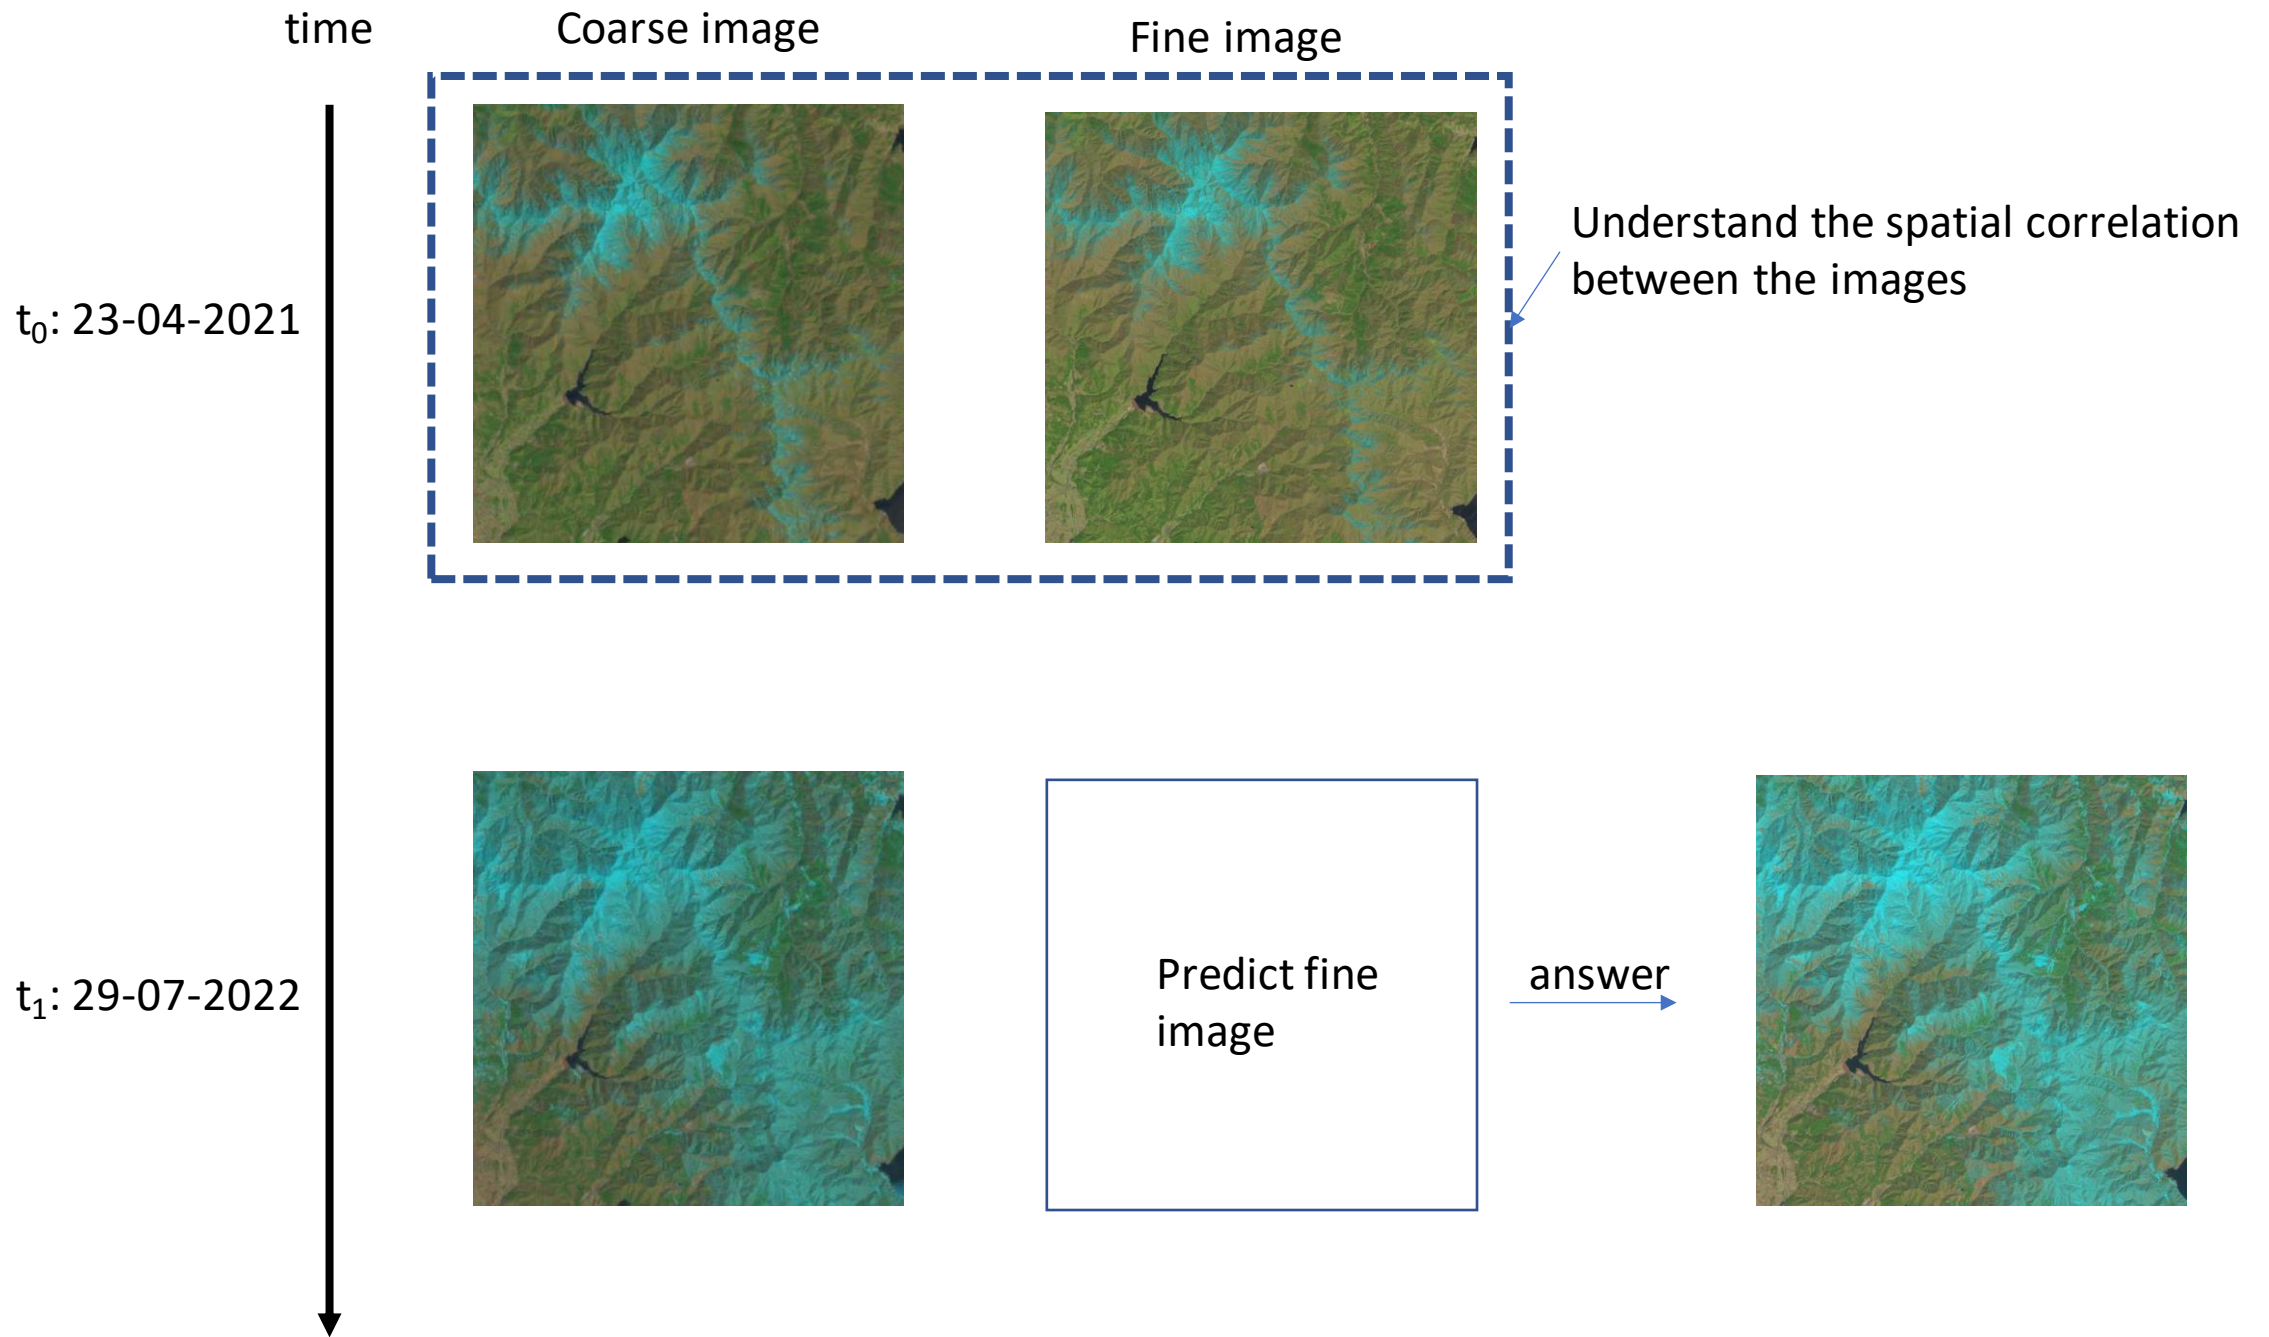 time
Coarse image
Fine image
t₀: 23-04-2021
Understand the spatial correlation
between the images
t₁: 29-07-2022
Predict fine
image
answer